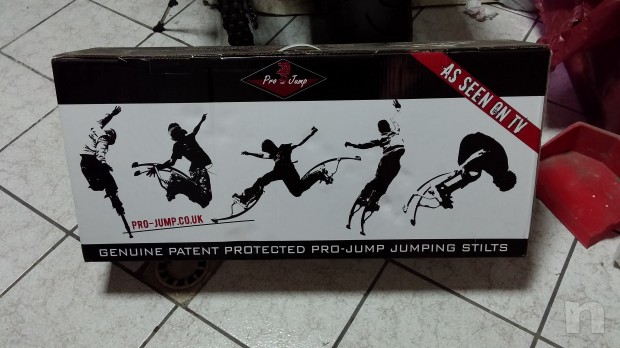 Pro - Jump
AS SEEN ON TV
PRO-JUMP.CO.UK
GENUINE PATENT PROTECTED PRO-JUMP JUMPING STILTS
n